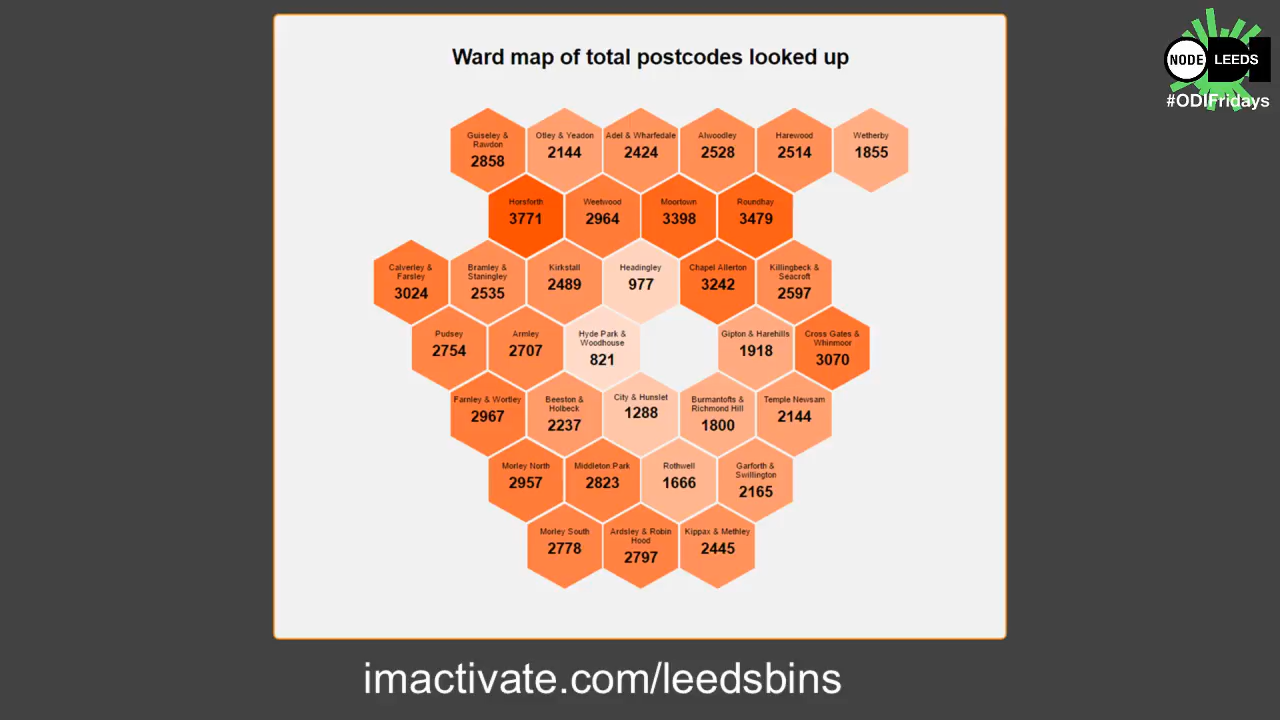 Ward map of total postcodes looked up
NODE LEEDS
#ODIFridays
Guiseley &
Rawdon
2858
Otley & Yeadon
2144
Adel & Wharfedale
2424
Alwoodley
2528
Harewood
2514
Wetherby
1855
Horsforth
3771
Weetwood
2964
Moortown
3398
Roundhay
3479
Calverley &
Farsley
3024
Bramley &
Stanningley
2535
Kirkstall
2489
Headingley
977
Chapel Allerton
3242
Killingbeck &
Seacroft
2597
Pudsey
2754
Armley
2707
Hyde Park &
Woodhouse
821
Gipton & Harehills
1918
Cross Gates &
Whinmoor
3070
Farnley & Wortley
2967
Beeston &
Holbeck
2237
City & Hunslet
1288
Burmantofts &
Richmond Hill
1800
Temple Newsam
2144
Morley North
2957
Middleton Park
2823
Rothwell
1666
Garforth &
Swillington
2165
Morley South
2778
Ardsley & Robin
Hood
2797
Kippax & Methley
2445
imactivate.com/leedsbins